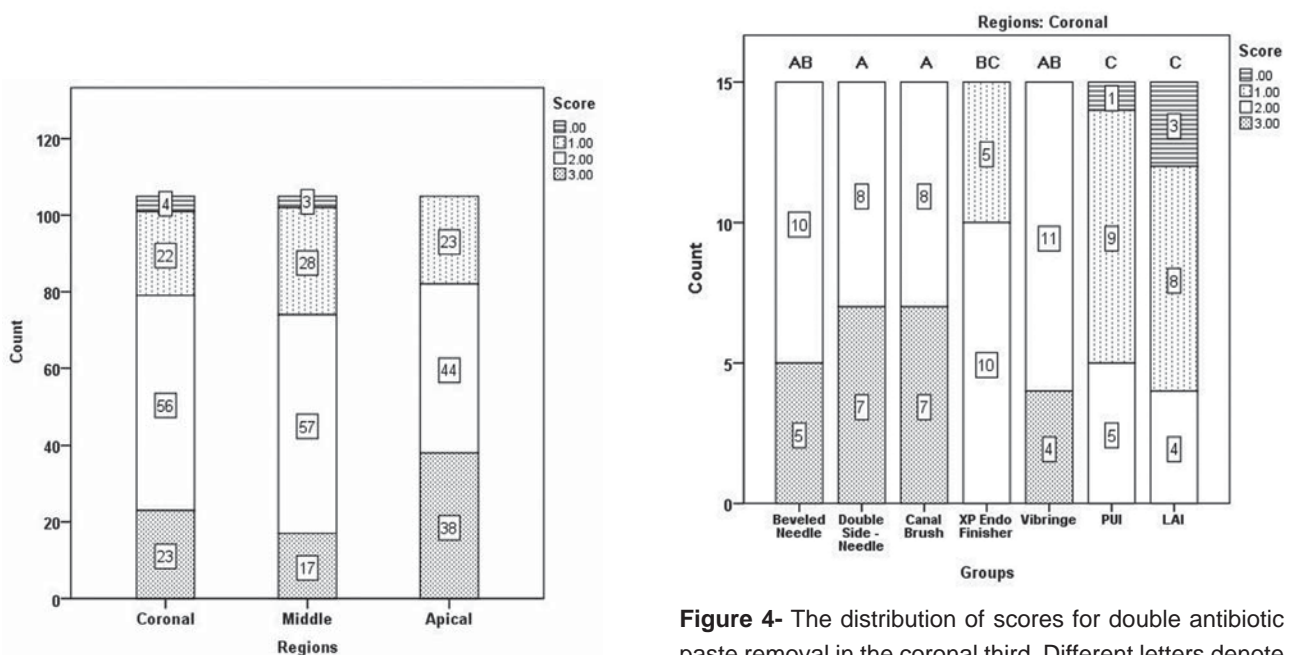 Score
.00
1.00
2.00
3.00
Count
120
100
80
60
40
20
0
4
22
56
23
3
28
57
17
23
44
38
Coronal Middle Apical
Regions
Regions: Coronal
Score
.00
1.00
2.00
3.00
AB A A BC AB C C
Count
15
10
5
0
10
5
8
7
8
7
5
10
11
4
1
9
5
3
8
4
Beveled Needle
Double Side - Needle
Canal Brush
XP Endo Finisher
Vibringe
PUI
LAI
Groups
Figure 4- The distribution of scores for double antibiotic
paste removal in the coronal third. Different letters denote